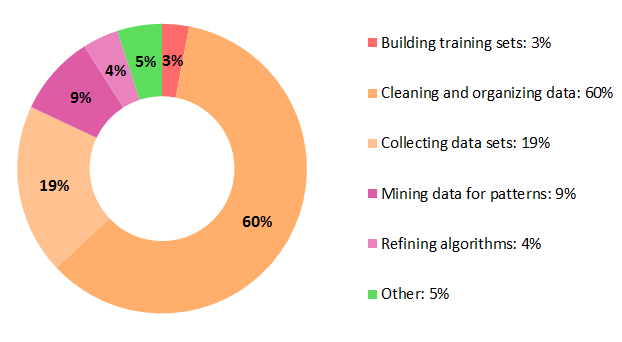 5%
3%
4%
9%
19%
60%
Building training sets: 3%
Cleaning and organizing data: 60%
Collecting data sets: 19%
Mining data for patterns: 9%
Refining algorithms: 4%
Other: 5%